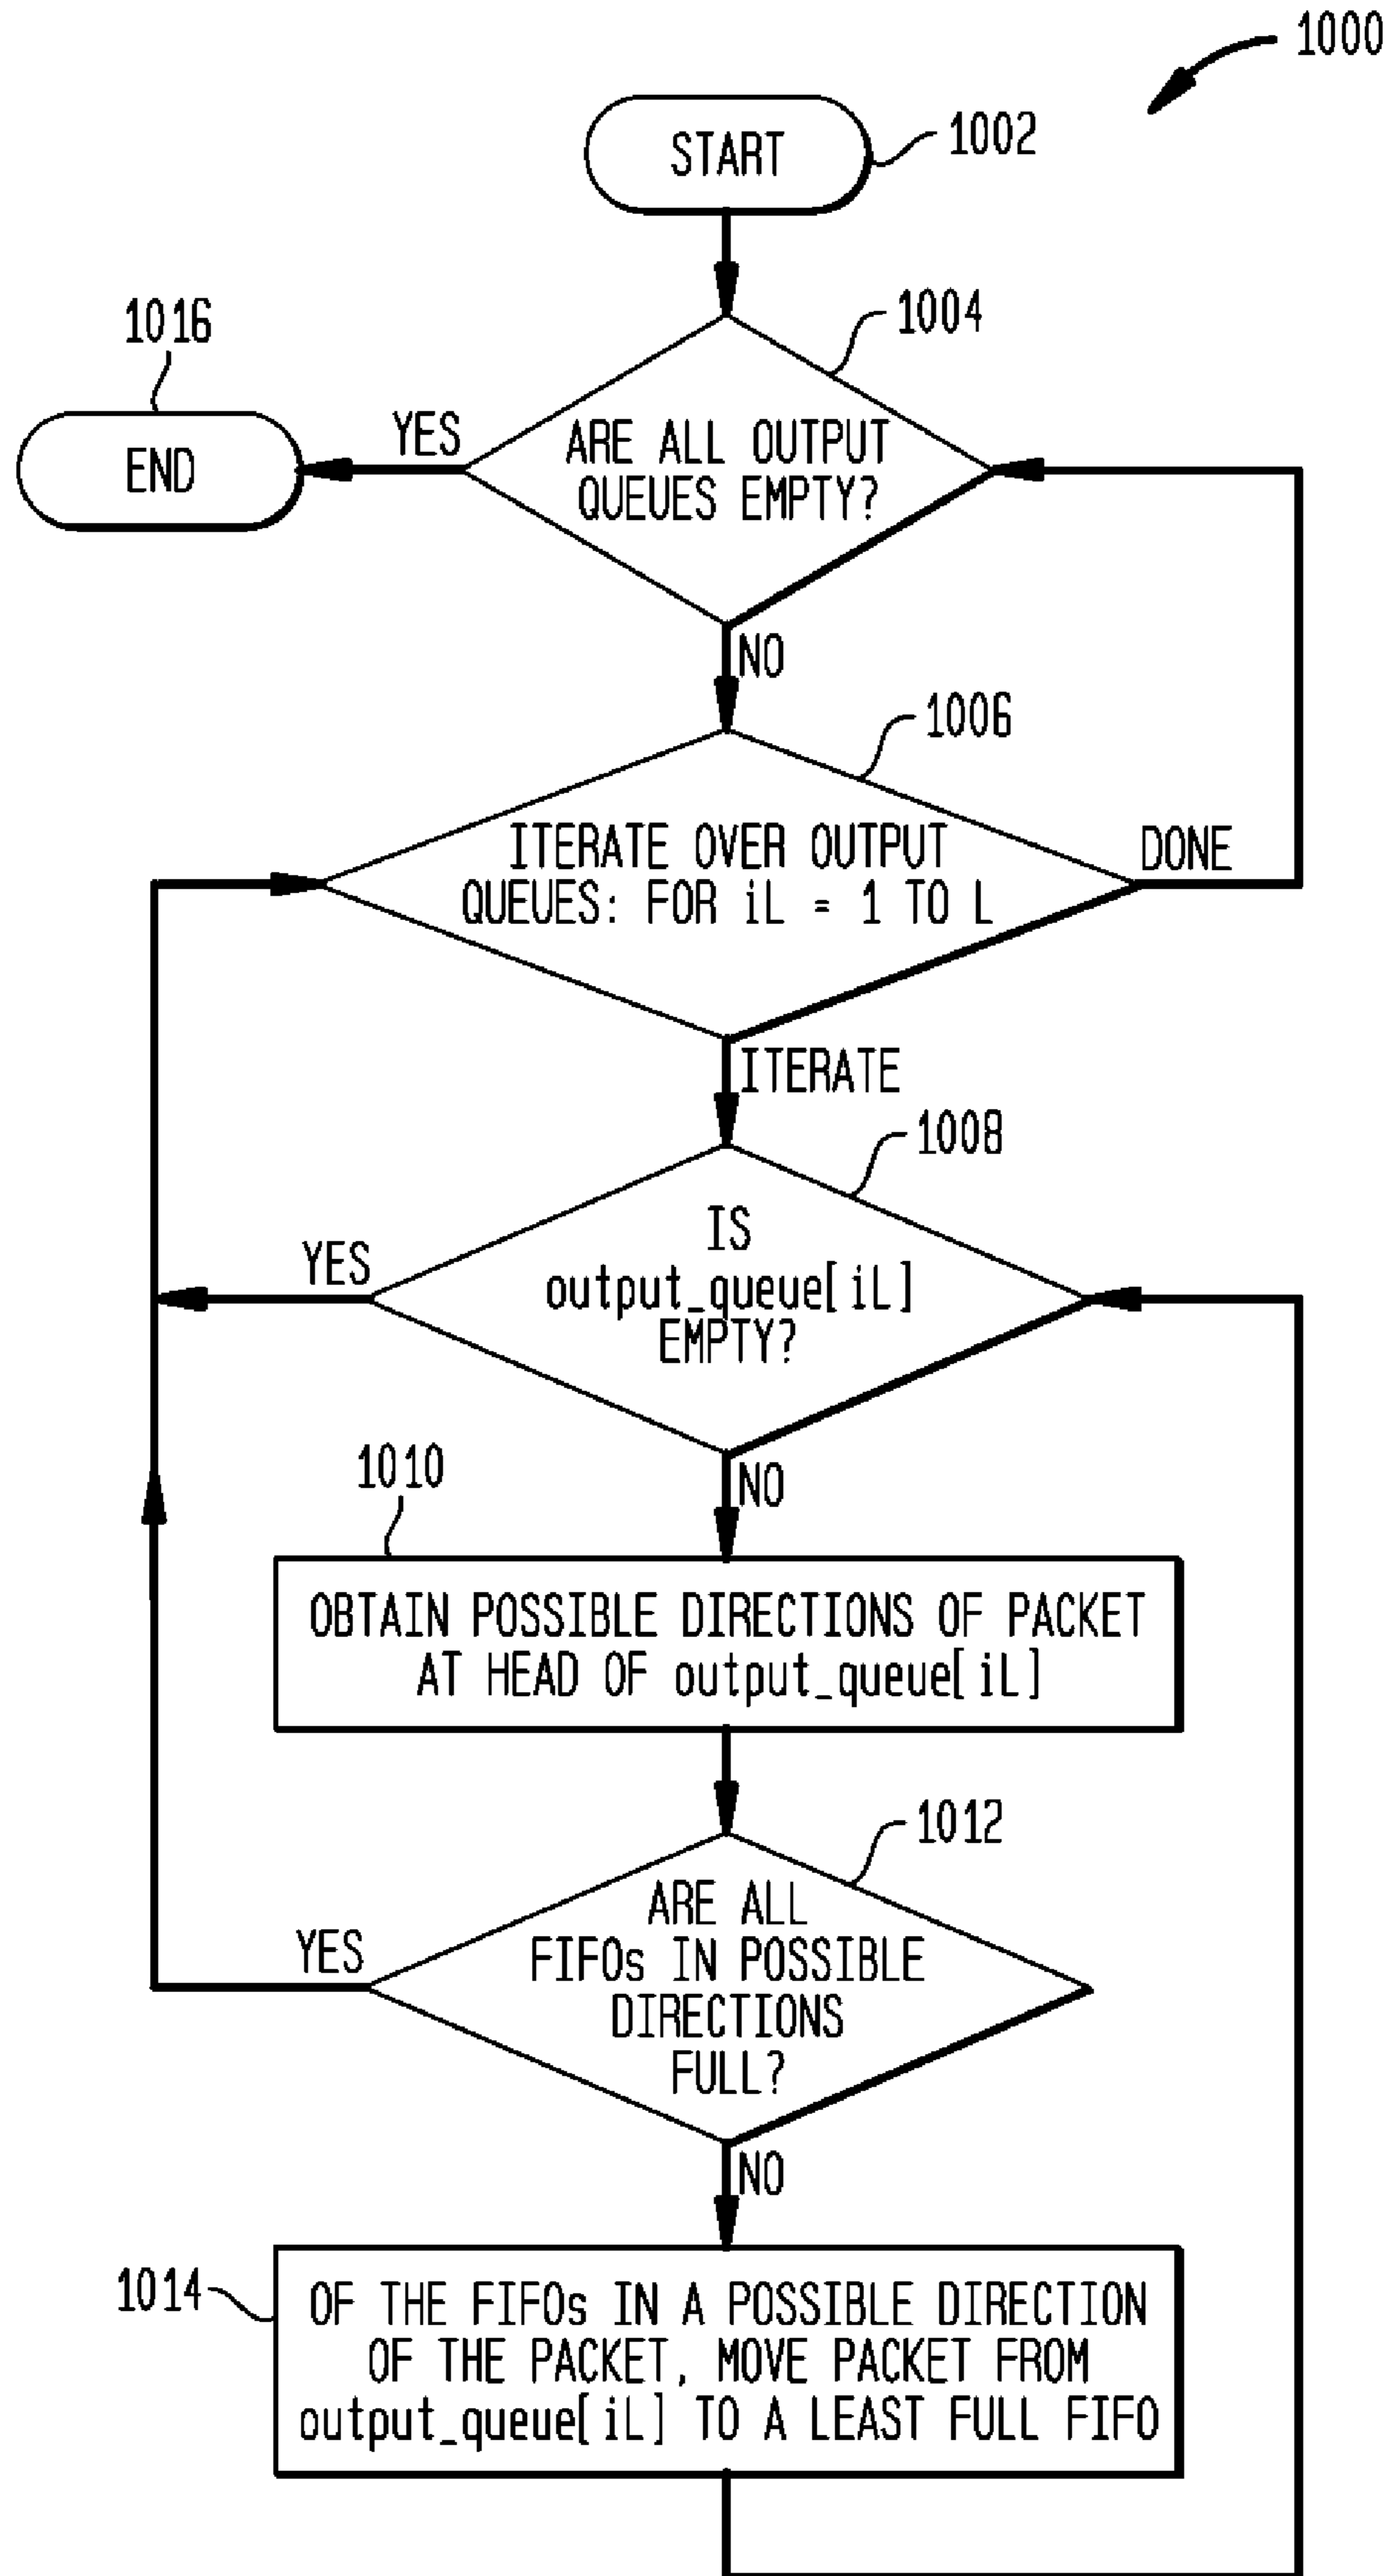 1000
START
1002
1004
1016
END
YES
ARE ALL OUTPUT
QUEUES EMPTY?
NO
1006
ITERATE OVER OUTPUT
QUEUES: FOR iL = 1 TO L
DONE
ITERATE
1008
IS
output_queue[iL]
EMPTY?
YES
NO
1010
OBTAIN POSSIBLE DIRECTIONS OF PACKET
AT HEAD OF output_queue[iL]
1012
ARE ALL
FIFOs IN POSSIBLE
DIRECTIONS
FULL?
YES
NO
1014
OF THE FIFOs IN A POSSIBLE DIRECTION
OF THE PACKET, MOVE PACKET FROM
output_queue[iL] TO A LEAST FULL FIFO